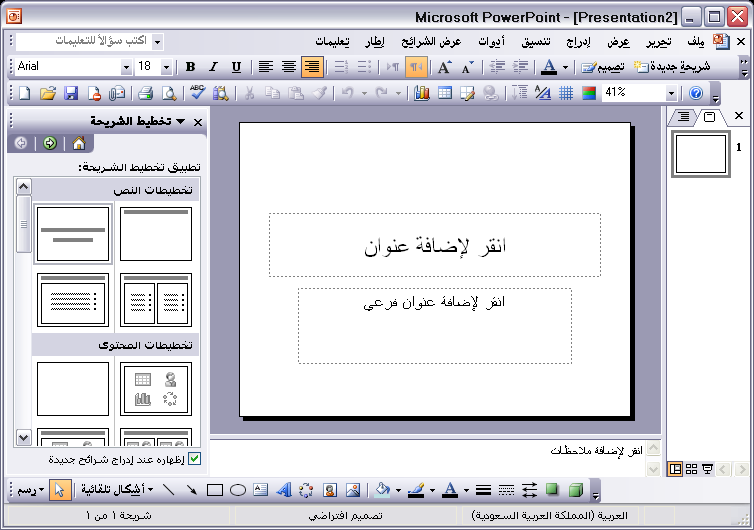 Microsoft PowerPoint - [Presentation2]
ملف تحرير عرض إدراج تنسيق أدوات عرض الشرائح إطار تعليمات اكتب سؤالاً للتعليمات
Arial 18 B I U A A A تصميم شريحة جديدة
ABC 41%
تخطيط الشريحة
تطبيق تخطيط الشريحة:
تخطيطات النص
تخطيطات المحتوى
إظهاره عند إدراج شرائح جديدة
1
انقر لإضافة عنوان
انقر لإضافة عنوان فرعي
انقر لإضافة ملاحظات
رسم أشكال تلقائية A A
شريحة ١ من ١ تصميم افتراضي العربية (المملكة العربية السعودية)